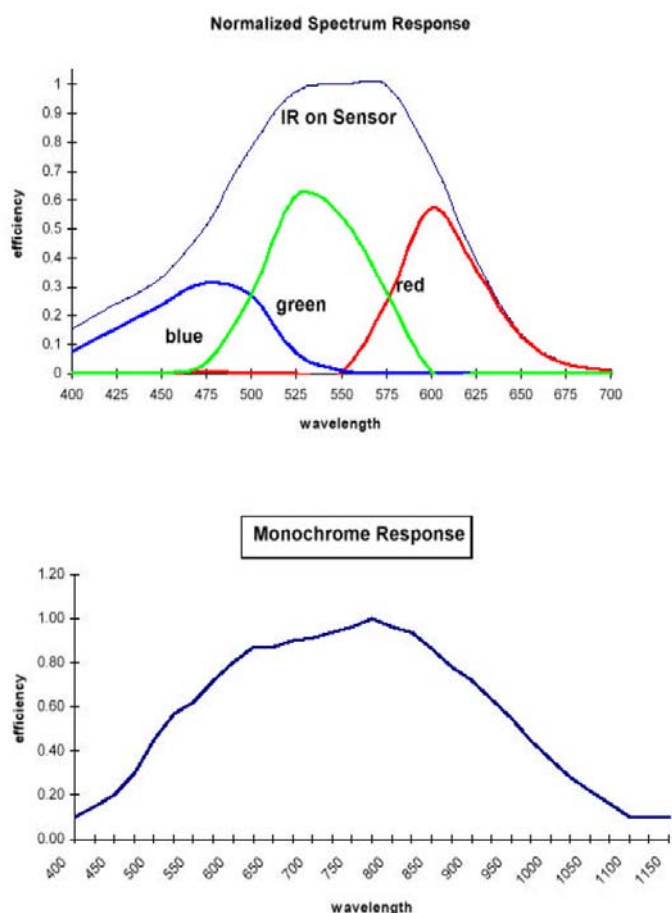 Normalized Spectrum Response
1
0.9
IR on Sensor
0.8
0.7
0.6
0.5
0.4
0.3
red
green
0.2
blue
0.1
0
400 425 450 475 500 525 550 575 600 625 650 675 700
efficiency
wavelength
Monochrome Response
1.20
1.00
0.80
0.60
0.40
0.20
0.00
400 450 500 550 600 650 700 750 800 850 900 950 1000 1050 1100 1150
efficiency
wavelength